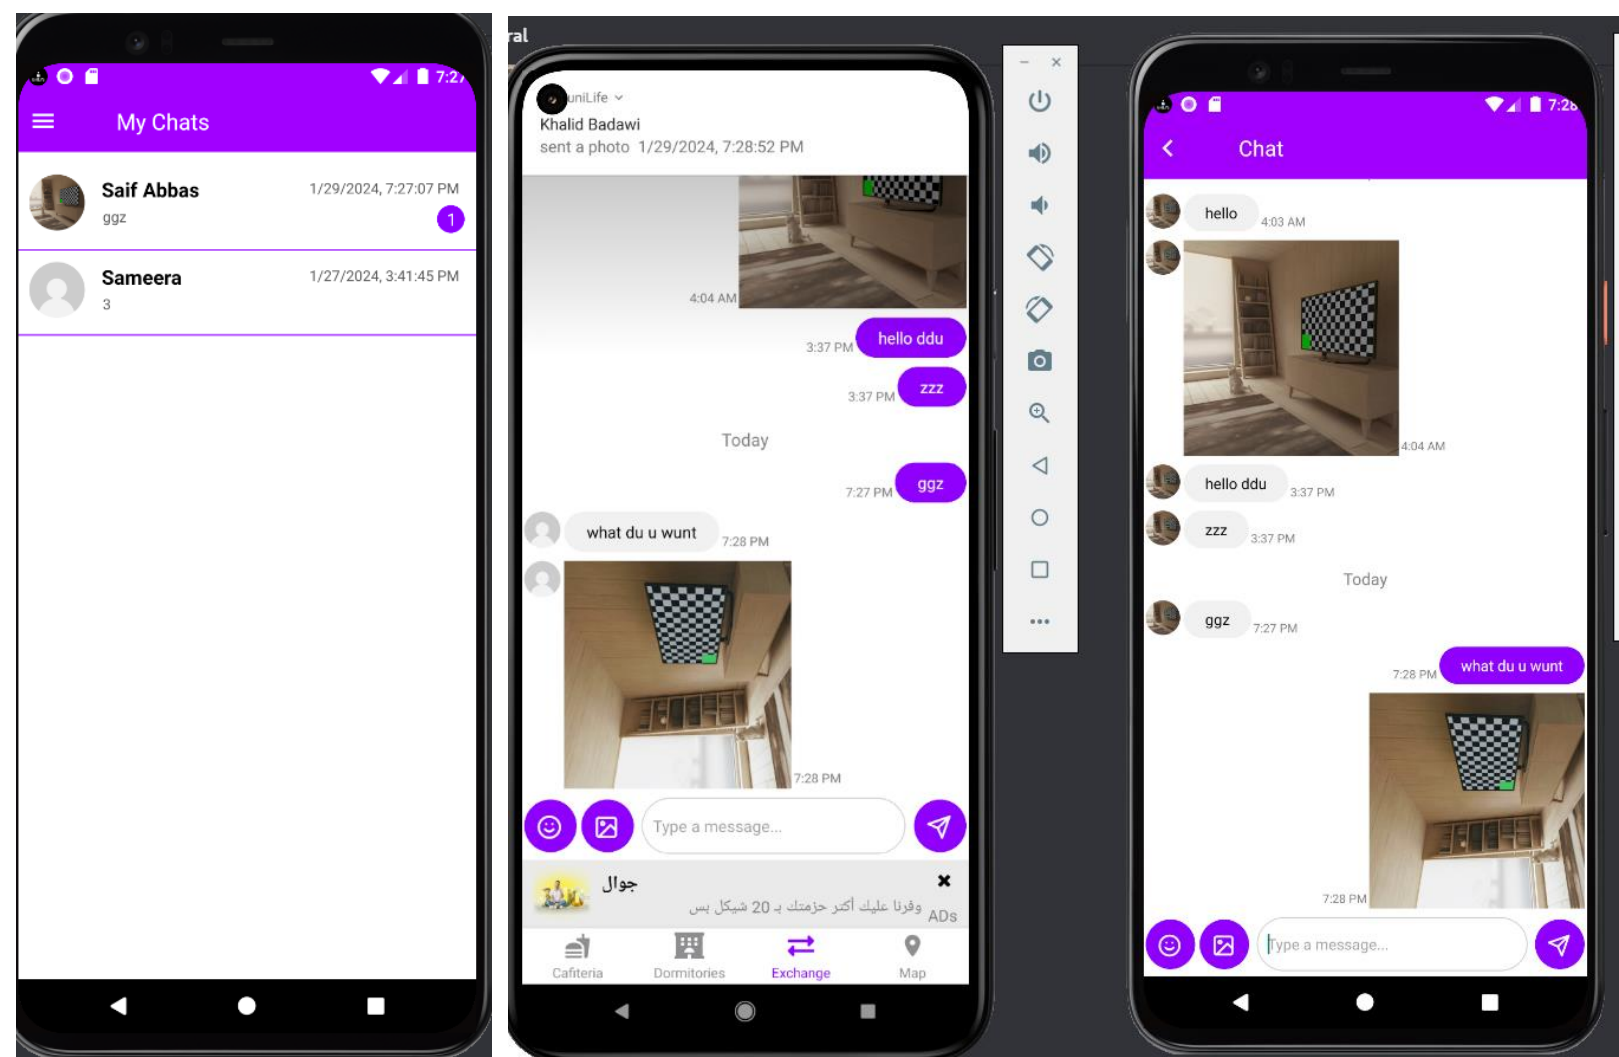 7:27
My Chats
Saif Abbas
1/29/2024, 7:27:07 PM
ggz
1
Sameera
1/27/2024, 3:41:45 PM
3
ral
uniLife
Khalid Badawi
sent a photo 1/29/2024, 7:28:52 PM
4:04 AM
hello ddu
3:37 PM
zzz
3:37 PM
Today
ggz
7:27 PM
what du u wunt
7:28 PM
7:28 PM
Type a message...
جوال
وفرنا عليك أكتر حزمتك بـ 20 شيكل بس
ADs
Cafiteria
Dormitories
Exchange
Map
7:28
Chat
hello
4:03 AM
4:04 AM
hello ddu
3:37 PM
zzz
3:37 PM
Today
ggz
7:27 PM
what du u wunt
7:28 PM
7:28 PM
Type a message...